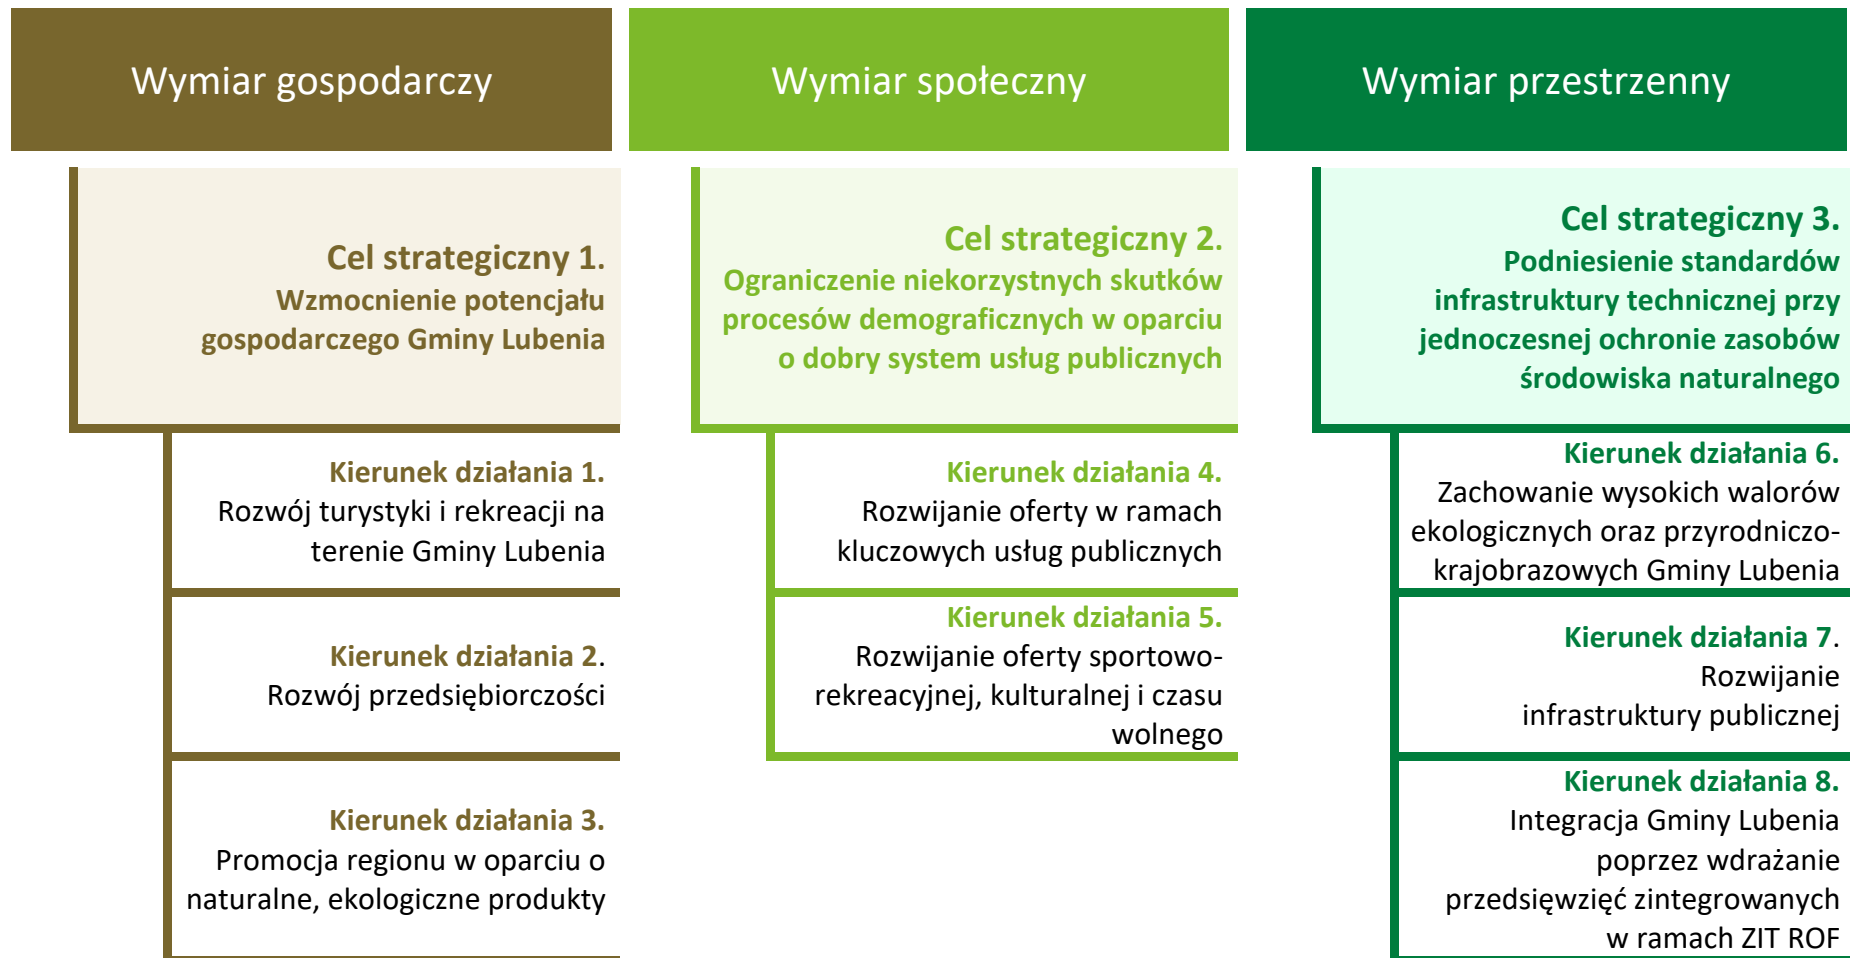 Wymiar gospodarczy
Cel strategiczny 1.
Wzmocnienie potencjału
gospodarczego Gminy Lubenia
Kierunek działania 1.
Rozwój turystyki i rekreacji na
terenie Gminy Lubenia
Kierunek działania 2.
Rozwój przedsiębiorczości
Kierunek działania 3.
Promocja regionu w oparciu o
naturalne, ekologiczne produkty
Wymiar społeczny
Cel strategiczny 2.
Ograniczenie niekorzystnych skutków
procesów demograficznych w oparciu
o dobry system usług publicznych
Kierunek działania 4.
Rozwijanie oferty w ramach
kluczowych usług publicznych
Kierunek działania 5.
Rozwijanie oferty sportowo-
rekreacyjnej, kulturalnej i czasu
wolnego
Wymiar przestrzenny
Cel strategiczny 3.
Podniesienie standardów
infrastruktury technicznej przy
jednoczesnej ochronie zasobów
środowiska naturalnego
Kierunek działania 6.
Zachowanie wysokich walorów
ekologicznych oraz przyrodniczo-
krajobrazowych Gminy Lubenia
Kierunek działania 7.
Rozwijanie
infrastruktury publicznej
Kierunek działania 8.
Integracja Gminy Lubenia
poprzez wdrażanie
przedsięwzięć zintegrowanych
w ramach ZIT ROF